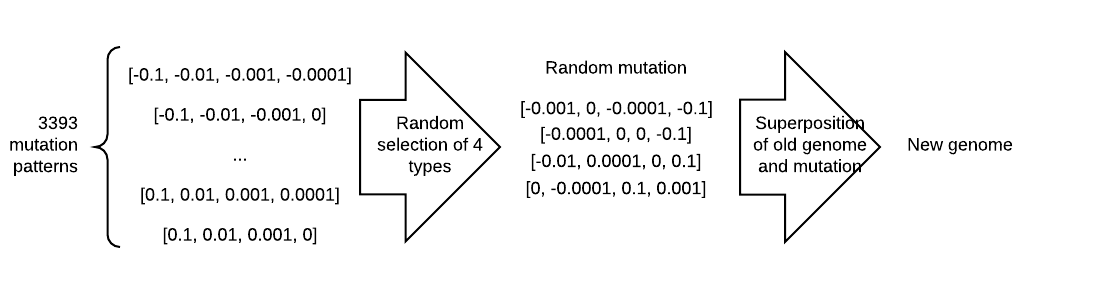 3393
mutation
patterns
[-0.1, -0.01, -0.001, -0.0001]
[-0.1, -0.01, -0.001, 0]
...
[0.1, 0.01, 0.001, 0.0001]
[0.1, 0.01, 0.001, 0]
Random
selection of 4
types
Random mutation
[-0.001, 0, -0.0001, -0.1]
[-0.0001, 0, 0, -0.1]
[-0.01, 0.0001, 0, 0.1]
[0, -0.0001, 0.1, 0.001]
Superposition
of old genome
and mutation
New genome